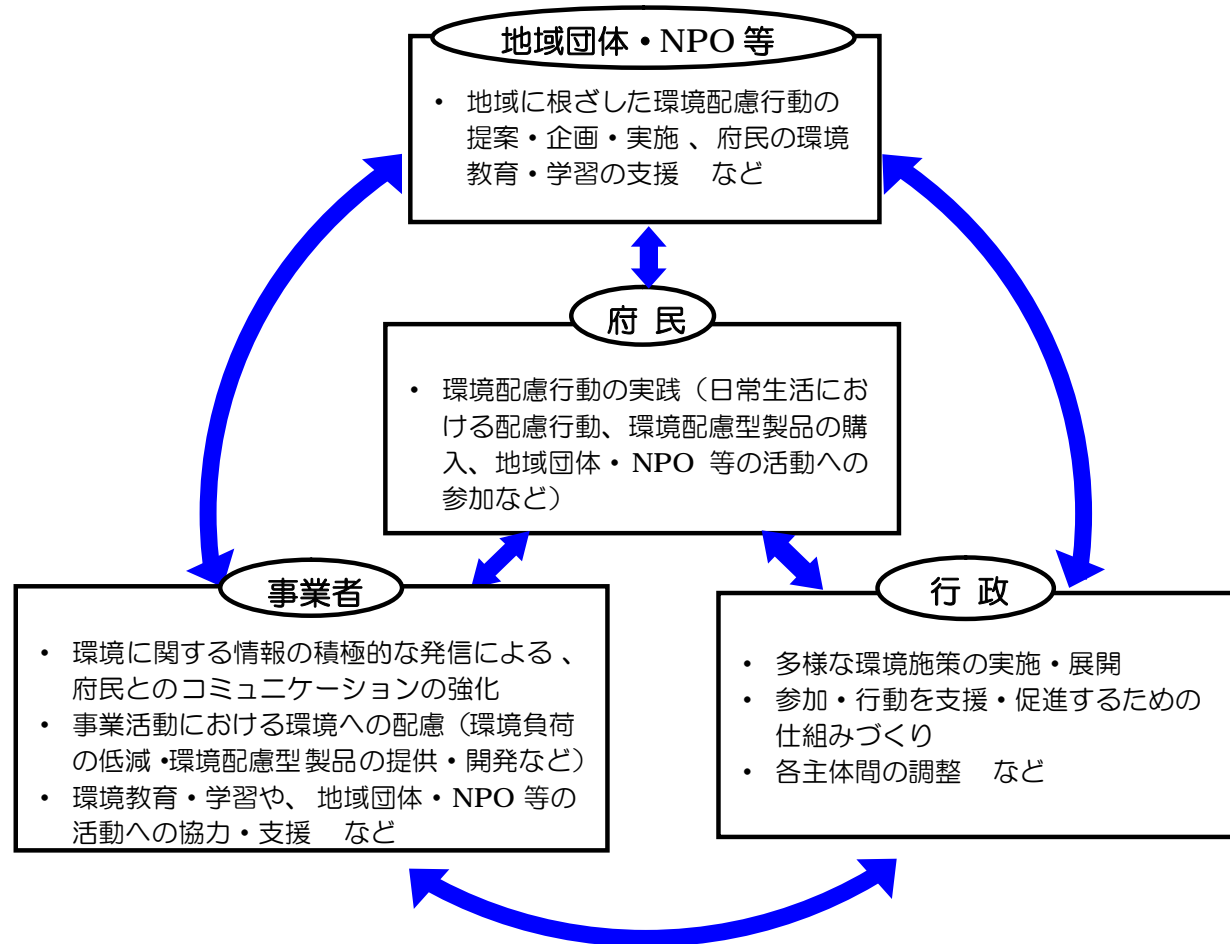 地域団体・NPO 等
・ 地域に根ざした環境配慮行動の
提案・企画・実施 、府民の環境
教育・学習の支援　など
府 民
・ 環境配慮行動の実践（日常生活にお
ける配慮行動、環境配慮型製品の購
入、地域団体・ NPO 等の活動への
参加など）
事業者
・ 環境に関する情報の積極的な発信による 、
府民とのコミュニケーションの強化
・ 事業活動における環境への配慮（環境負荷
の低減・環境配慮型製品の提供・開発など）
・ 環境教育・学習や、 地域団体・NPO 等の
活動への協力・支援　など
行 政
・ 多様な環境施策の実施・展開
・ 参加・行動を支援・促進するための
仕組みづくり
・ 各主体間の調整　など